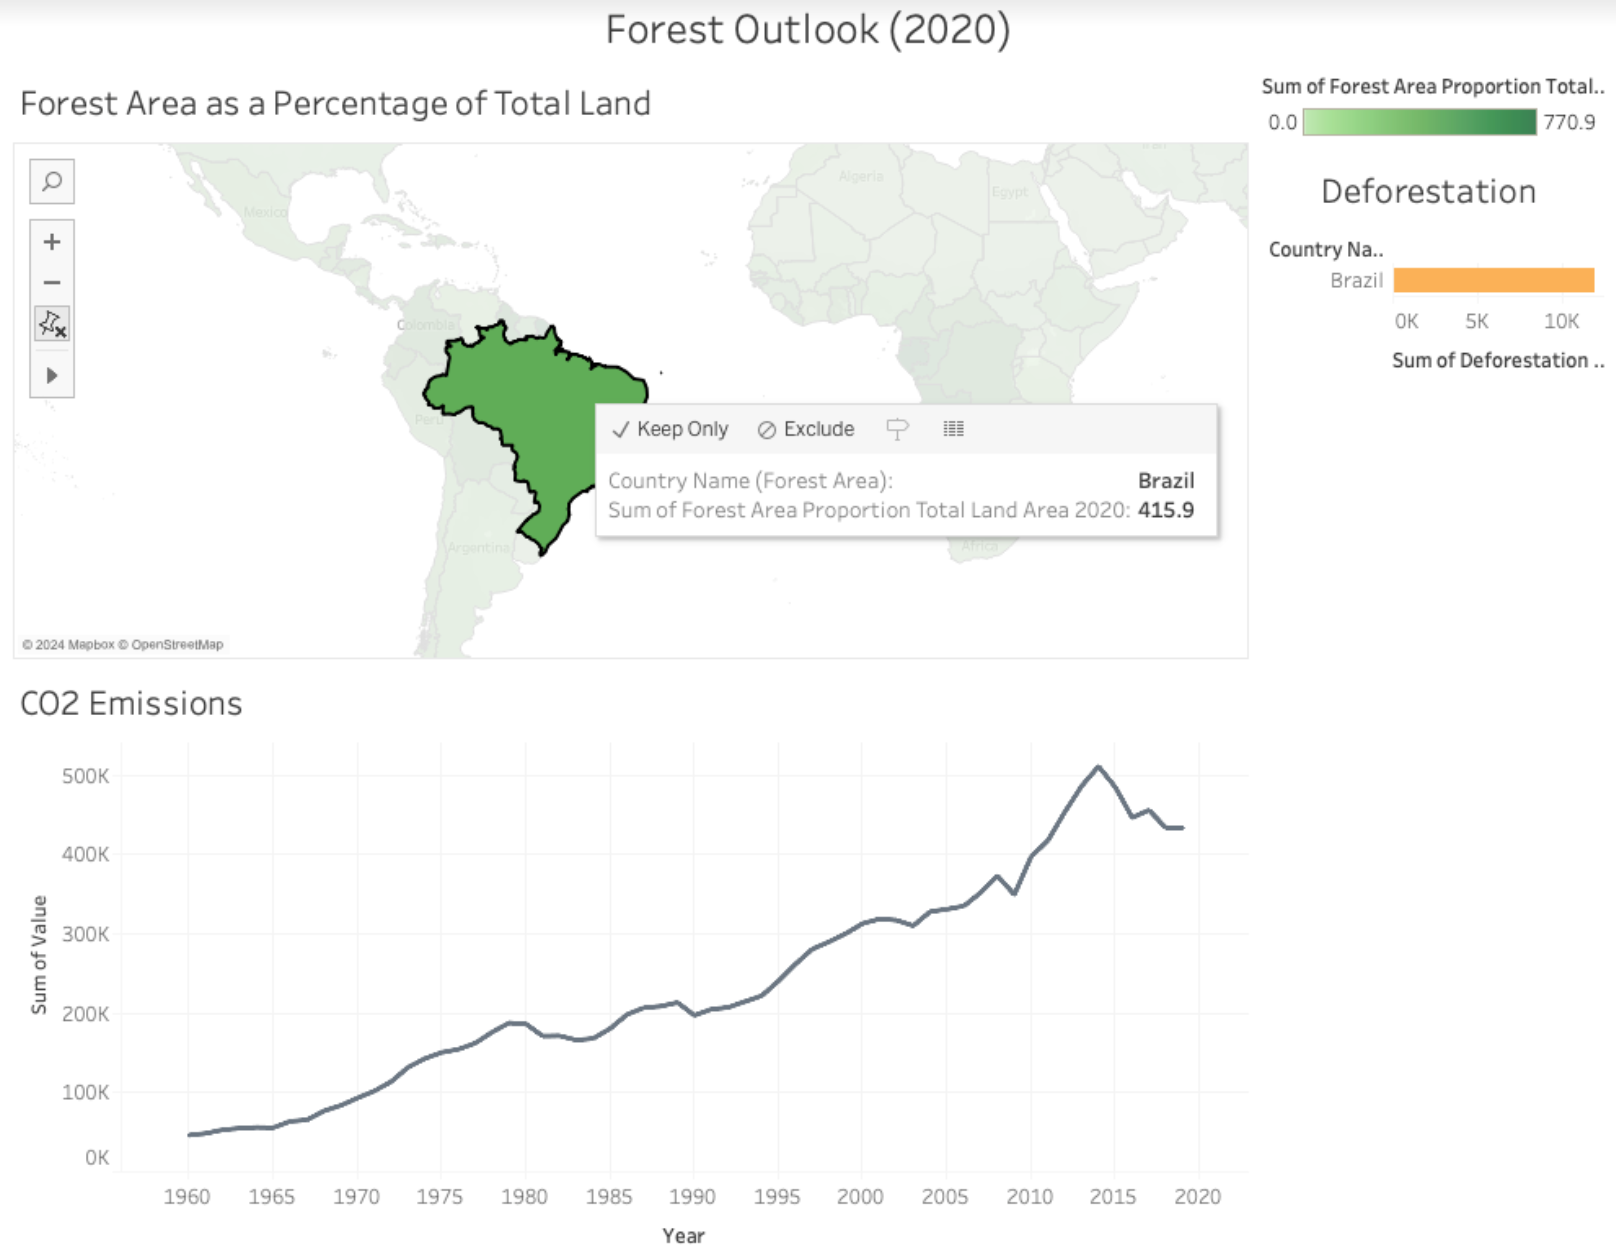 Forest Outlook (2020)
Forest Area as a Percentage of Total Land
Sum of Forest Area Proportion Total..
0.0 770.9
Deforestation
Country Na..
Brazil
0K 5K 10K
Sum of Deforestation ..
Mexico
Algeria
Egypt
Iran
Colombia
Peru
Argentina
Africa
Keep Only Exclude
Country Name (Forest Area): Brazil
Sum of Forest Area Proportion Total Land Area 2020: 415.9
© 2024 Mapbox © OpenStreetMap
CO2 Emissions
500K
400K
300K
200K
100K
0K
Sum of Value
1960 1965 1970 1975 1980 1985 1990 1995 2000 2005 2010 2015 2020
Year